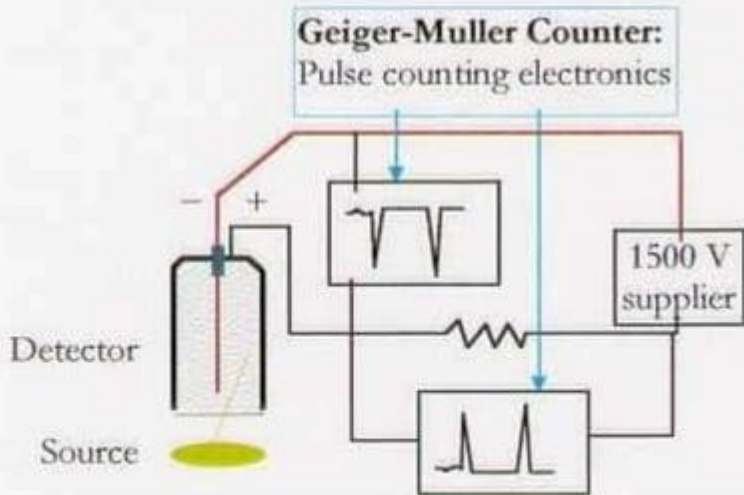 Geiger-Muller Counter:
Pulse counting electronics
− +
1500 V
supplier
Detector
Source